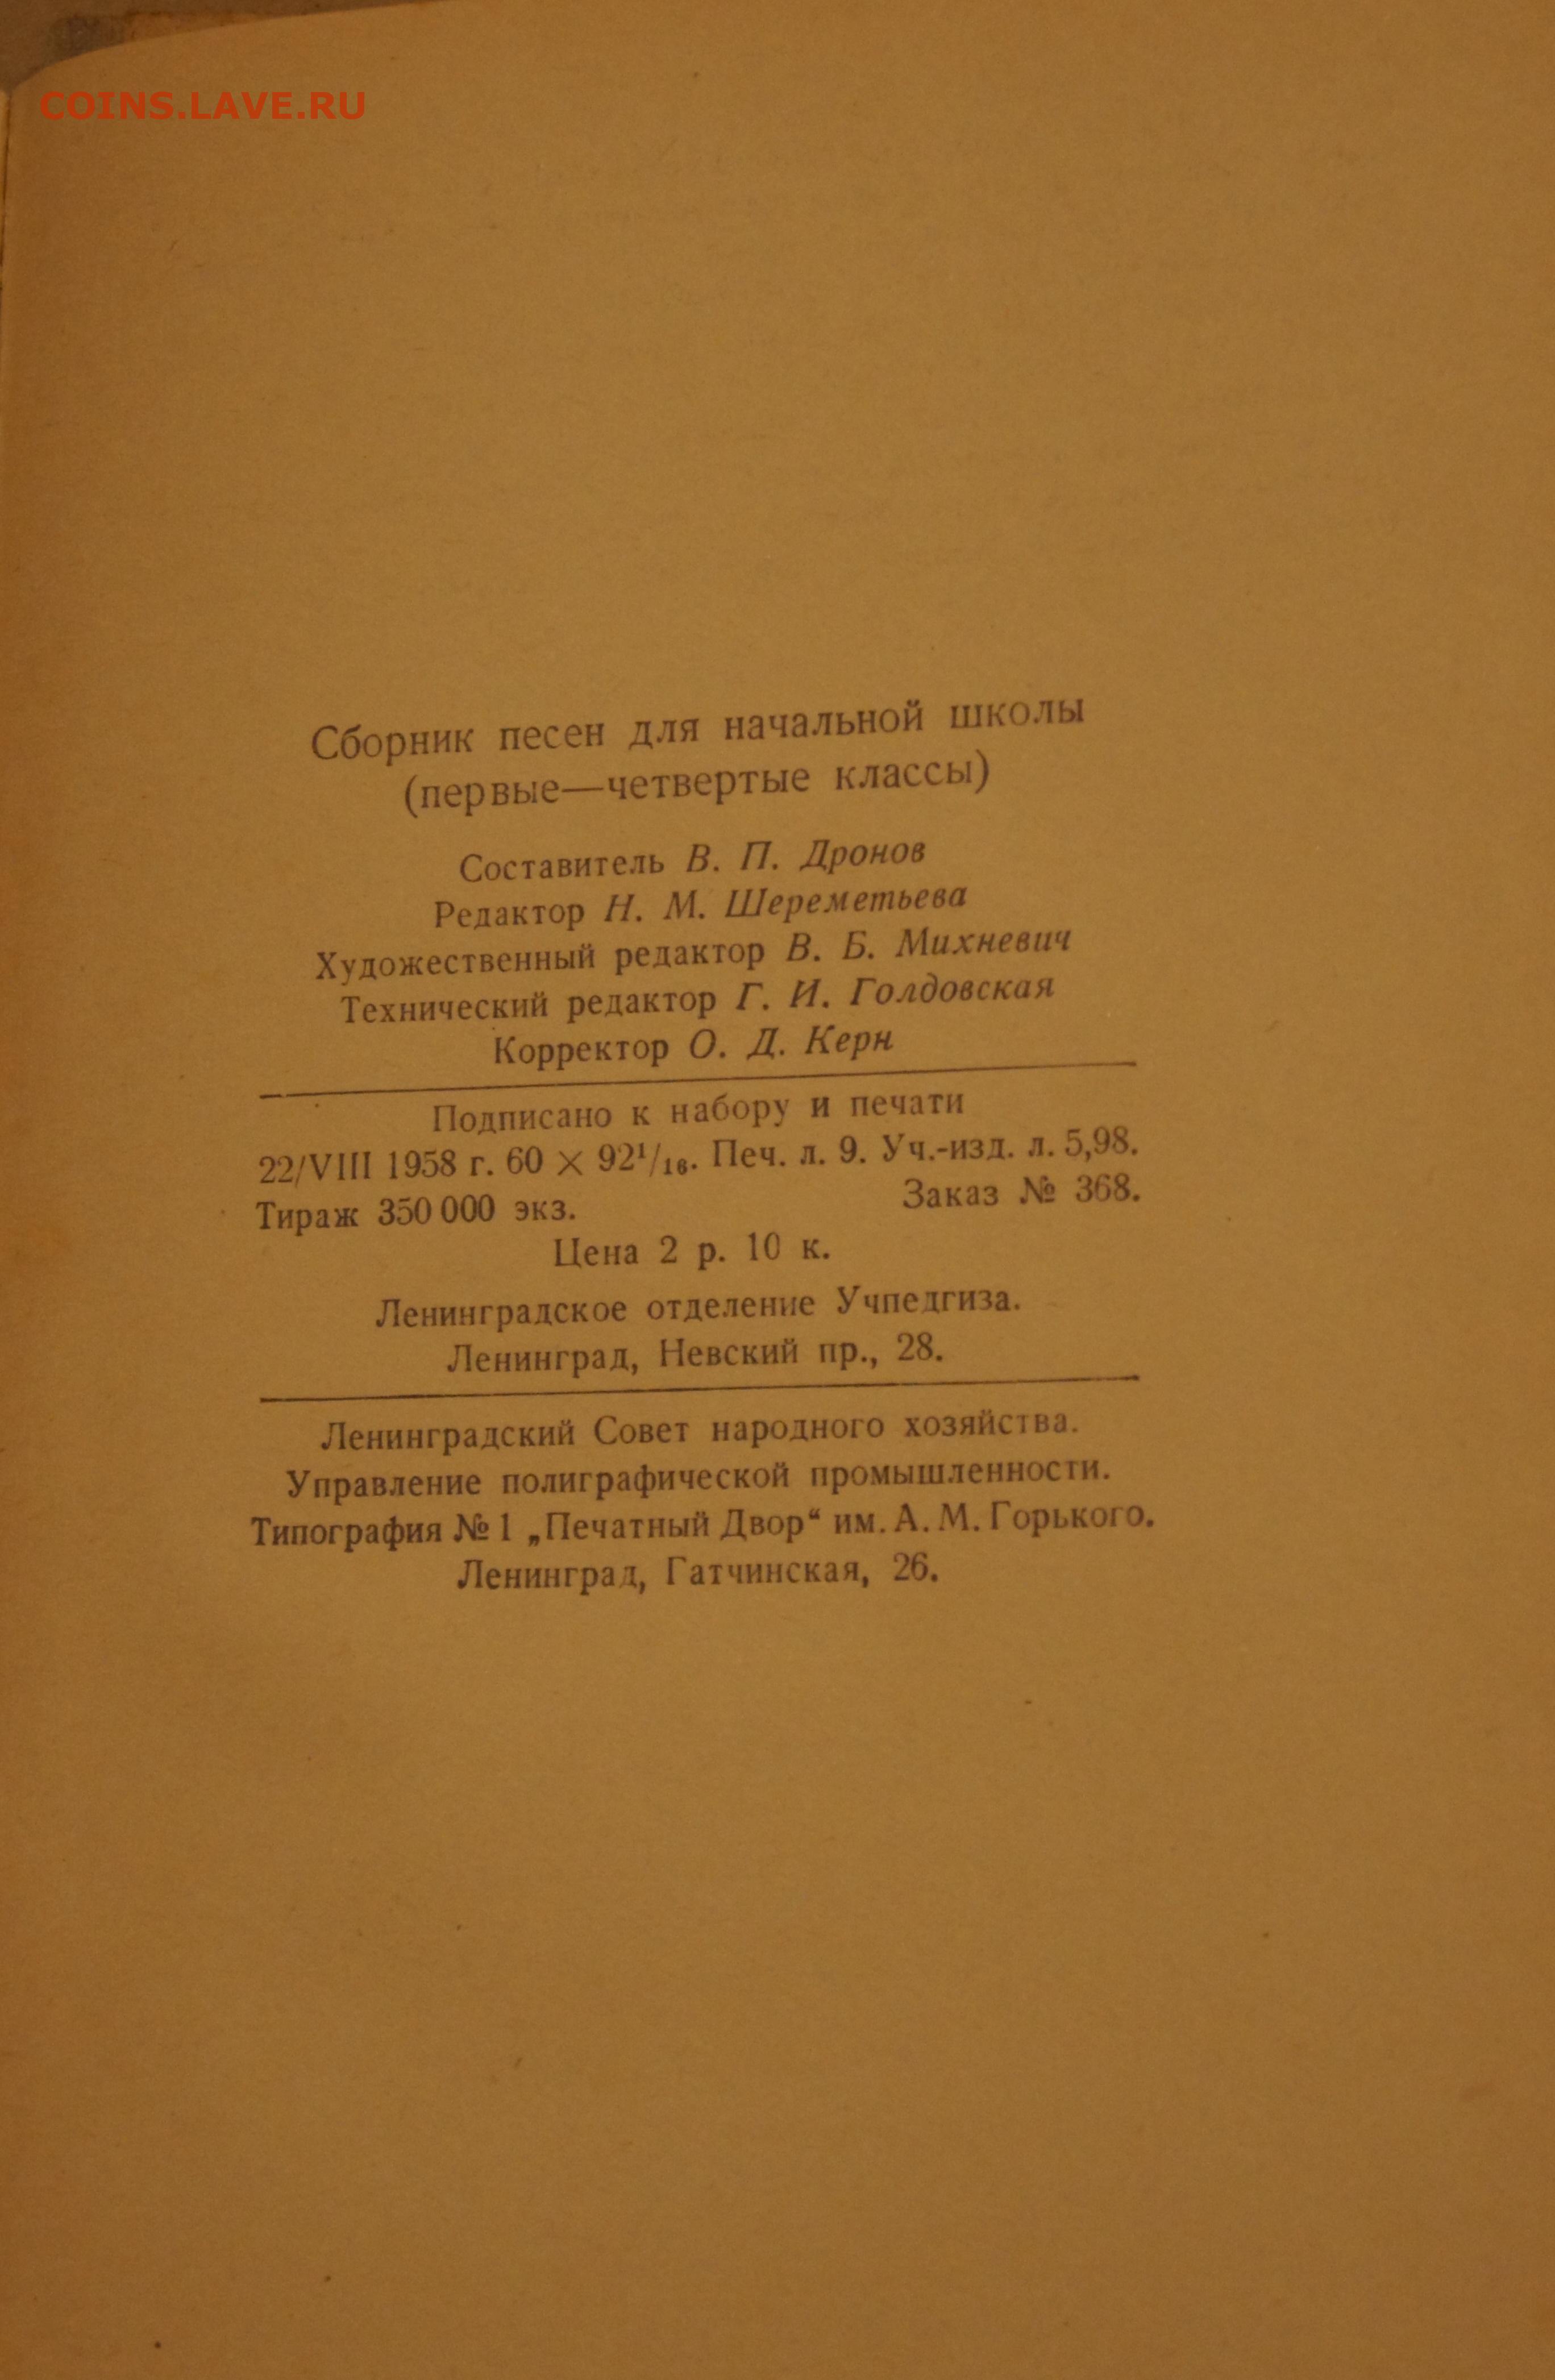 COINS.LAVE.RU
Сборник песен для начальной школы
(первые—четвертые классы)
Составитель В. П. Дронов
Редактор Н. М. Шереметьева
Художественный редактор В. Б. Михневич
Технический редактор Г. И. Голдовская
Корректор О. Д. Керн
Подписано к набору и печати
22/VIII 1958 г. 60 × 92¹/₁₆. Печ. л. 9. Уч.-изд. л. 5,98.
Тираж 350 000 экз. Заказ № 368.
Цена 2 р. 10 к.
Ленинградское отделение Учпедгиза.
Ленинград, Невский пр., 28.
Ленинградский Совет народного хозяйства.
Управление полиграфической промышленности.
Типография № 1 „Печатный Двор“ им. А. М. Горького.
Ленинград, Гатчинская, 26.